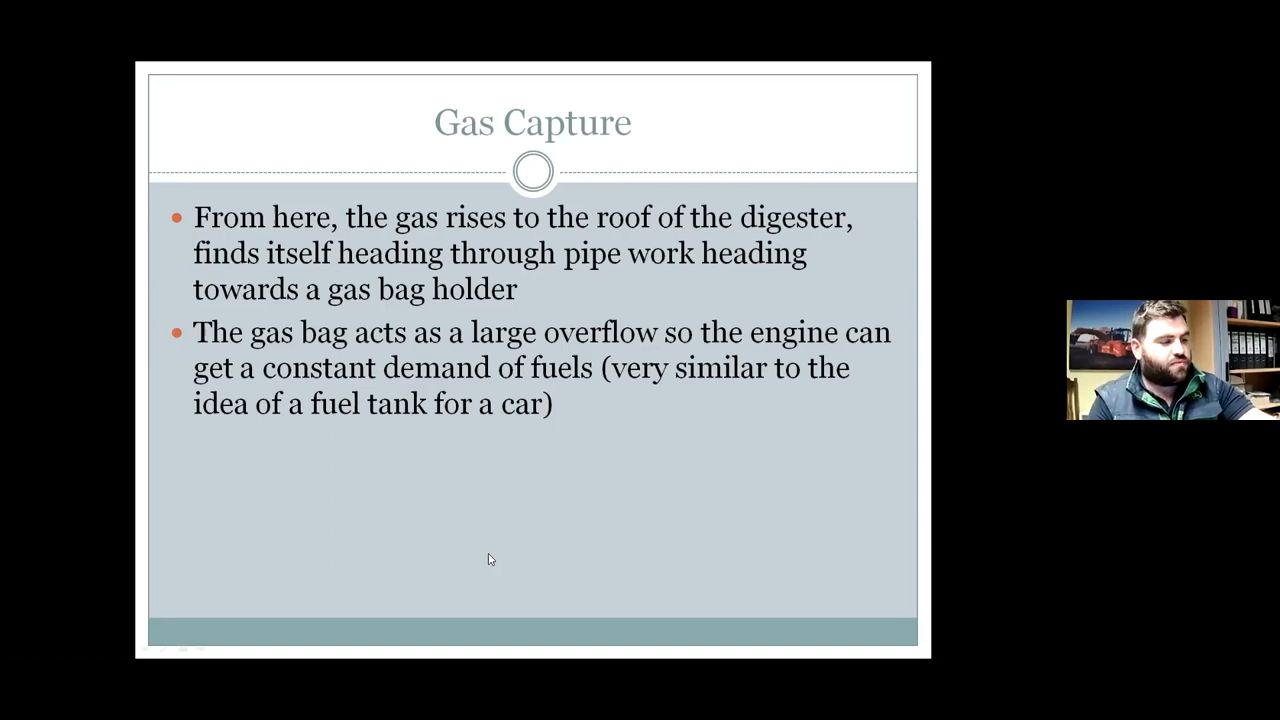 Gas Capture
From here, the gas rises to the roof of the digester,
finds itself heading through pipe work heading
towards a gas bag holder
The gas bag acts as a large overflow so the engine can
get a constant demand of fuels (very similar to the
idea of a fuel tank for a car)